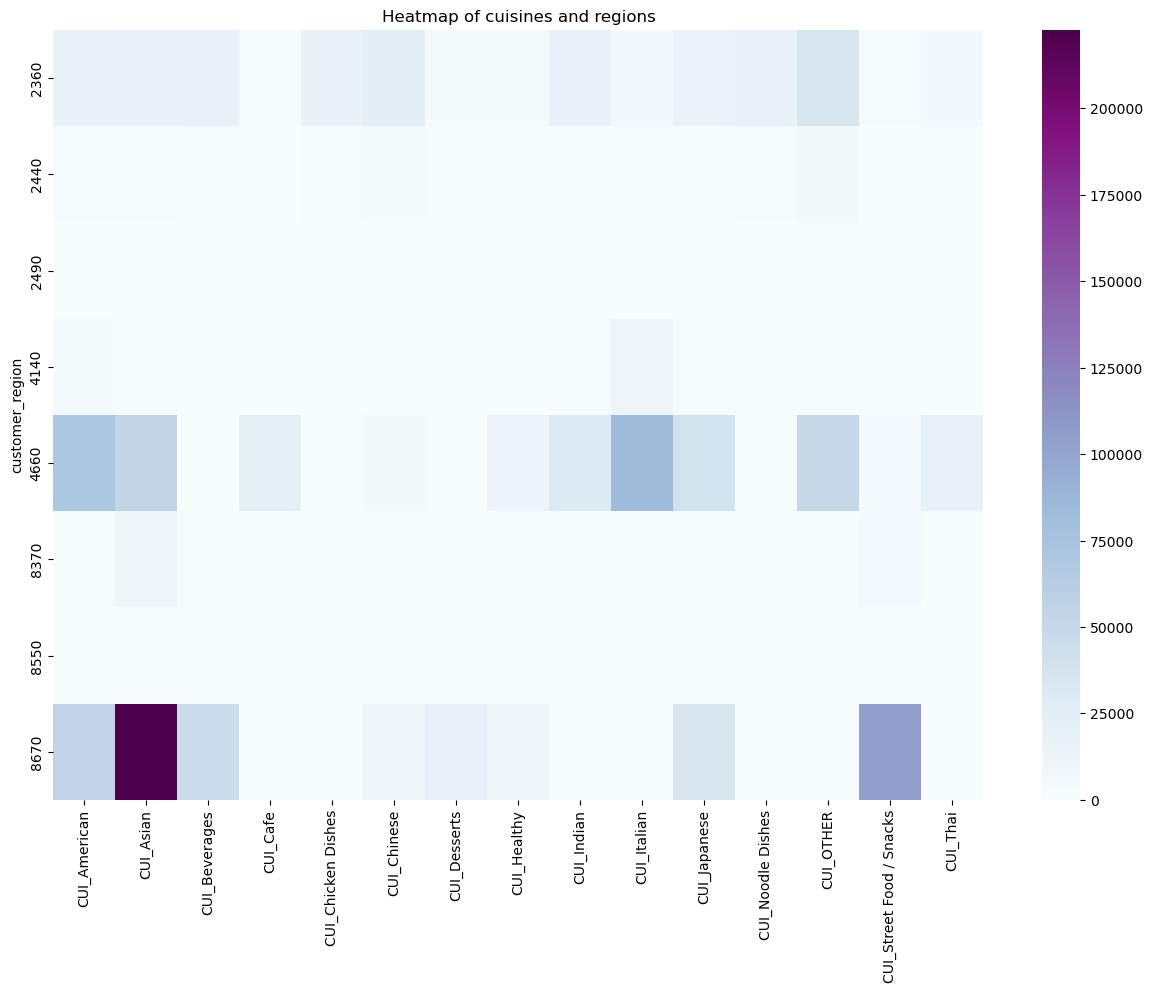 Heatmap of cuisines and regions
customer_region
2360
2440
2490
4140
4660
8370
8550
8670
CUI_American
CUI_Asian
CUI_Beverages
CUI_Cafe
CUI_Chicken Dishes
CUI_Chinese
CUI_Desserts
CUI_Healthy
CUI_Indian
CUI_Italian
CUI_Japanese
CUI_Noodle Dishes
CUI_OTHER
CUI_Street Food / Snacks
CUI_Thai
200000
175000
150000
125000
100000
75000
50000
25000
0